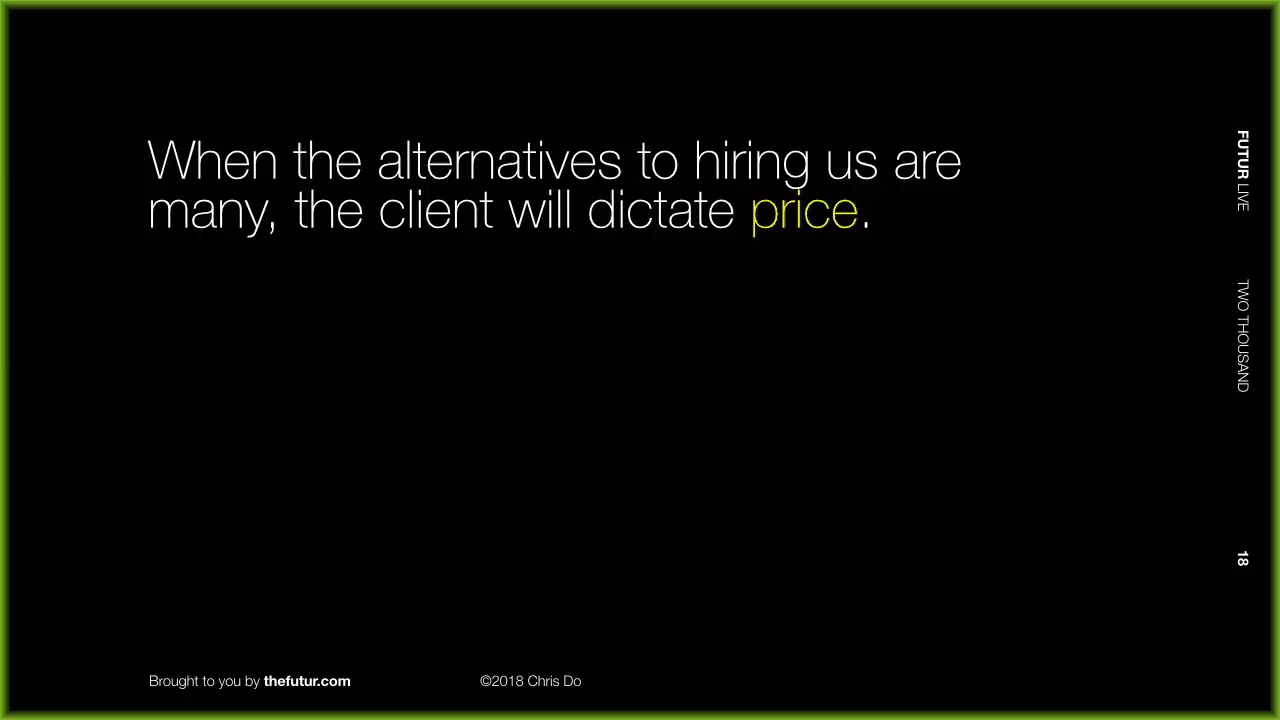 When the alternatives to hiring us are
many, the client will dictate price.
FUTUR LIVE
TWO THOUSAND
18
Brought to you by thefutur.com
©2018 Chris Do